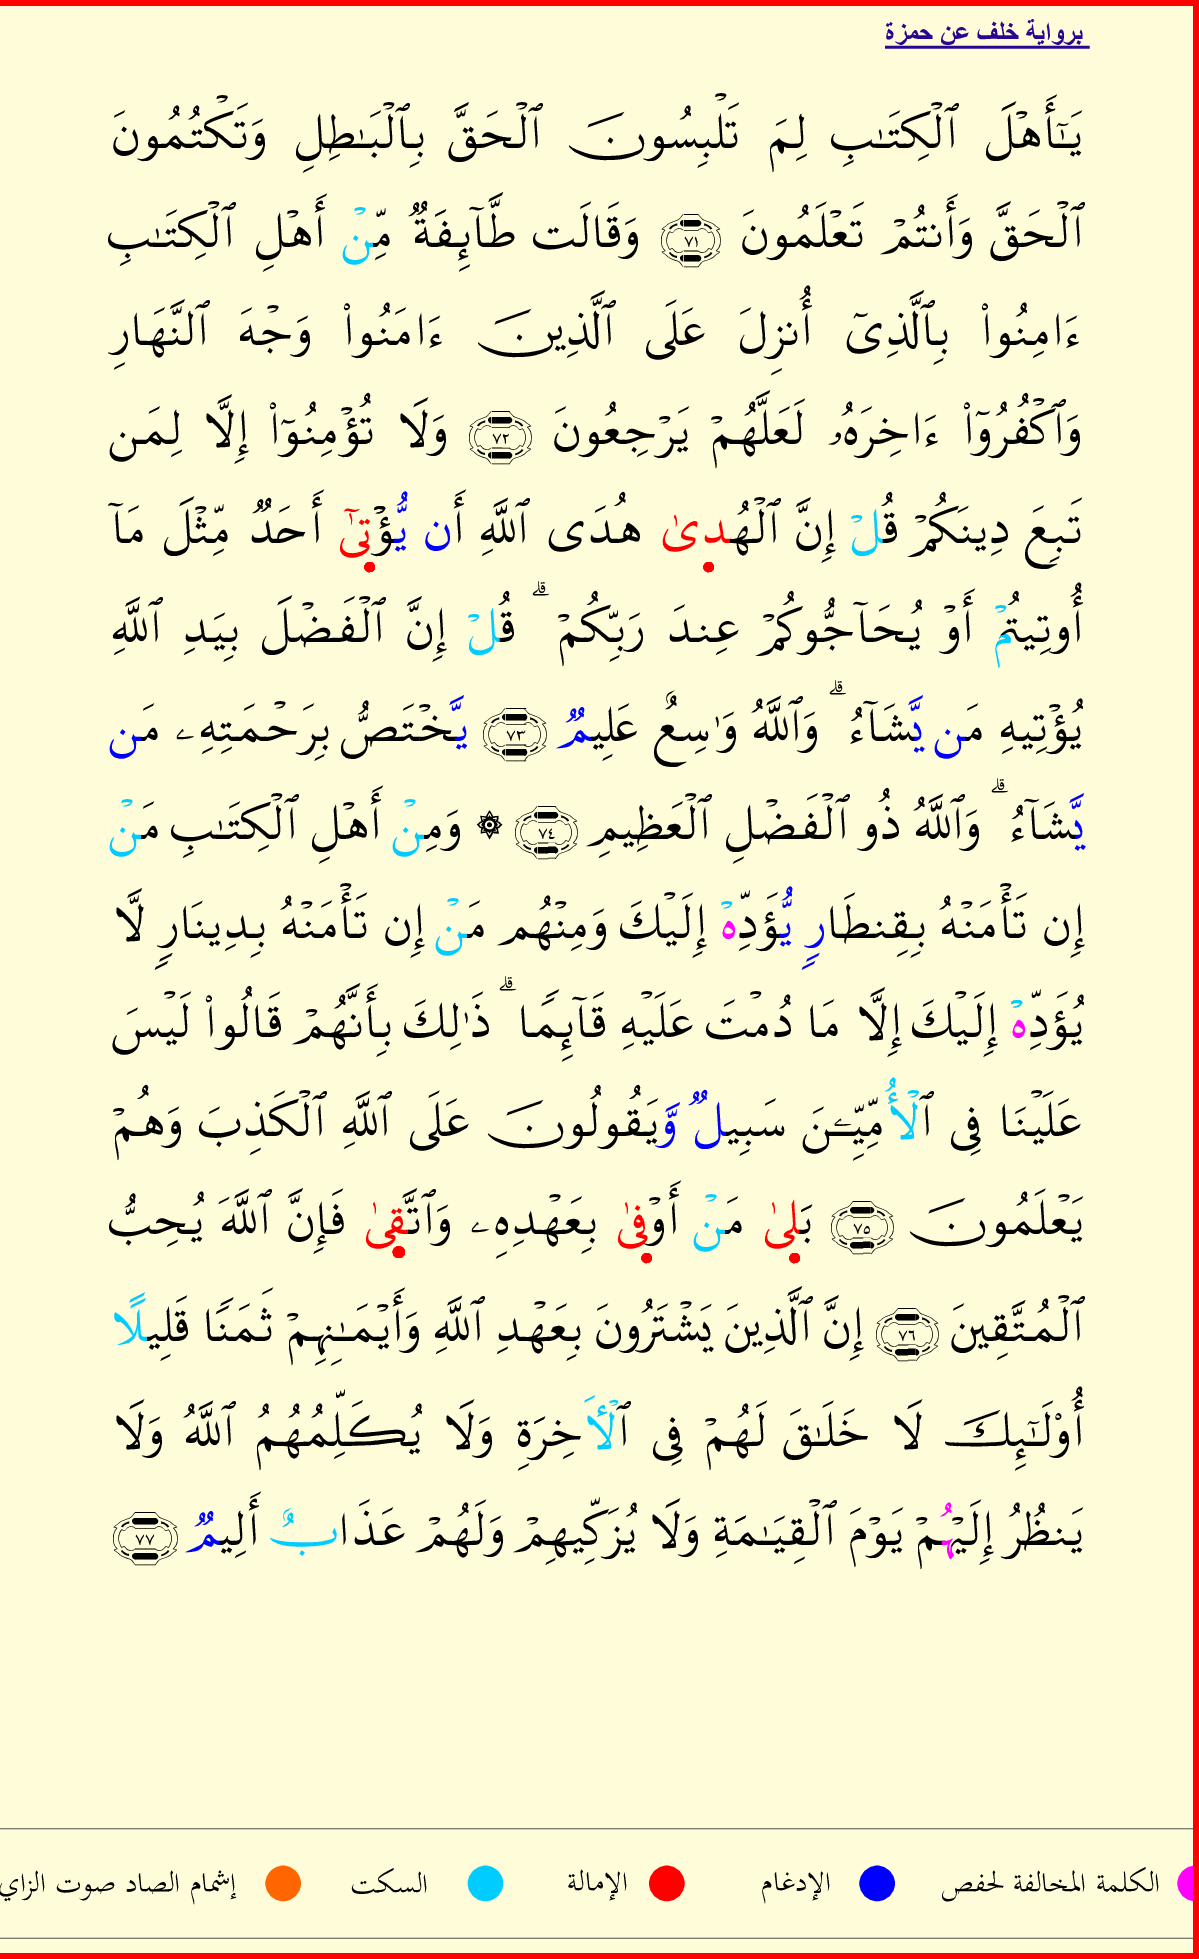 برواية خلف عن حمزة
يَـٰٓأَهۡلَ ٱلۡكِتَـٰبِ لِمَ تَلۡبِسُونَ ٱلۡحَقَّ بِٱلۡبَـٰطِلِ وَتَكۡتُمُونَ
ٱلۡحَقَّ وَأَنتُمۡ تَعۡلَمُونَ ٧١ وَقَالَت طَّآئِفَةٌ مِّنۡ أَهۡلِ ٱلۡكِتَـٰبِ
ءَامِنُواْ بِٱلَّذِىٓ أُنزِلَ عَلَى ٱلَّذِينَ ءَامَنُواْ وَجۡهَ ٱلنَّهَارِ
وَٱكۡفُرُوٓاْ ءَاخِرَهُۥ لَعَلَّهُمۡ يَرۡجِعُونَ ٧٢ وَلَا تُؤۡمِنُوٓاْ إِلَّا لِمَن
تَبِعَ دِينَكُمۡ قُلۡ إِنَّ ٱلۡهُدىٰ هُدَى ٱللَّهِ أَن يُّؤۡتىٰٓ أَحَدٌ مِّثۡلَ مَآ
أُوتِيتُمۡ أَوۡ يُحَآجُّوكُمۡ عِندَ رَبِّكُمۡ ۗ قُلۡ إِنَّ ٱلۡفَضۡلَ بِيَدِ ٱللَّهِ
يُؤۡتِيهِ مَن يَّشَآءُ ۗ وَٱللَّهُ وَٰسِعٌ عَلِيمٌ ٧٣ يَّخۡتَصُّ بِرَحۡمَتِهِۦ مَن
يَّشَآءُ ۗ وَٱللَّهُ ذُو ٱلۡفَضۡلِ ٱلۡعَظِيمِ ٧٤ ۞ وَمِنۡ أَهۡلِ ٱلۡكِتَـٰبِ مَنۡ
إِن تَأۡمَنۡهُ بِقِنطَارٍ يُّؤَدِّهۡ إِلَيۡكَ وَمِنۡهُم مَنۡ إِن تَأۡمَنۡهُ بِدِينَارٍ لَّا
يُؤَدِّهۡ إِلَيۡكَ إِلَّا مَا دُمۡتَ عَلَيۡهِ قَآئِمًا ۗ ذَٰلِكَ بِأَنَّهُمۡ قَالُواْ لَيۡسَ
عَلَيۡنَا فِى ٱلۡأُمِّيِّـۧنَ سَبِيلٌ وَّيَقُولُونَ عَلَى ٱللَّهِ ٱلۡكَذِبَ وَهُمۡ
يَعۡلَمُونَ ٧٥ بَلىٰ مَنۡ أَوۡفىٰ بِعَهۡدِهِۦ وَٱتَّقىٰ فَإِنَّ ٱللَّهَ يُحِبُّ
ٱلۡمُتَّقِينَ ٧٦ إِنَّ ٱلَّذِينَ يَشۡتَرُونَ بِعَهۡدِ ٱللَّهِ وَأَيۡمَـٰنِهِمۡ ثَمَنًا قَلِيلًا
أُوْلَـٰٓئِكَ لَا خَلَـٰقَ لَهُمۡ فِى ٱلۡأَخِرَةِ وَلَا يُكَلِّمُهُمُ ٱللَّهُ وَلَا
يَنظُرُ إِلَيۡهُمۡ يَوۡمَ ٱلۡقِيَـٰمَةِ وَلَا يُزَكِّيهِمۡ وَلَهُمۡ عَذَابٌ أَلِيمٌ ٧٧
الكلمة المخالفة لحفص الإدغام الإمالة السكت إشمام الصاد صوت الزاي